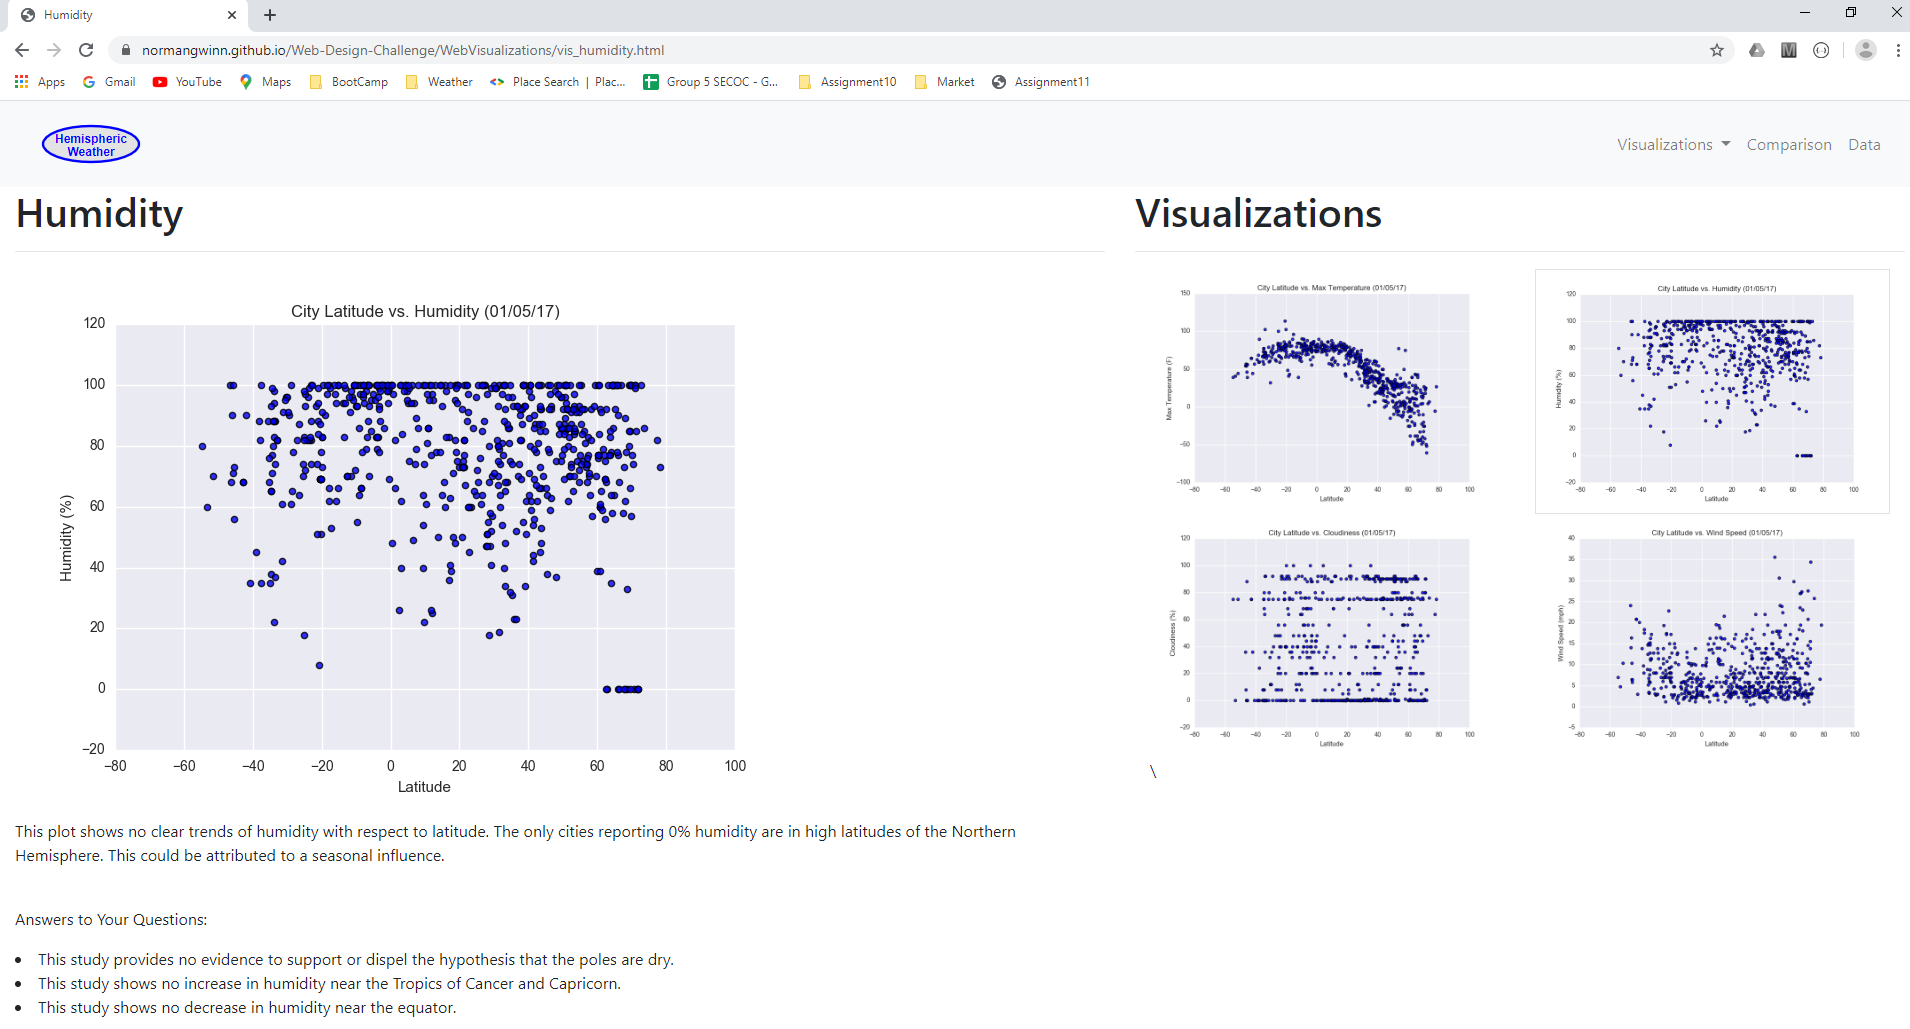 Humidity
normangwinn.github.io/Web-Design-Challenge/WebVisualizations/vis_humidity.html
Apps Gmail YouTube Maps BootCamp Weather Place Search | Plac... Group 5 SECOC - G... Assignment10 Market Assignment11
Hemispheric
Weather
Visualizations Comparison Data
Humidity
City Latitude vs. Humidity (01/05/17)
120
100
80
60
40
20
0
−20
Humidity (%)
−80 −60 −40 −20 0 20 40 60 80 100
Latitude
This plot shows no clear trends of humidity with respect to latitude. The only cities reporting 0% humidity are in high latitudes of the Northern
Hemisphere. This could be attributed to a seasonal influence.
Answers to Your Questions:
• This study provides no evidence to support or dispel the hypothesis that the poles are dry.
• This study shows no increase in humidity near the Tropics of Cancer and Capricorn.
• This study shows no decrease in humidity near the equator.
Visualizations
City Latitude vs. Max Temperature (01/05/17)
150
100
50
0
−50
−100
Max Temperature (F)
−80 −60 −40 −20 0 20 40 60 80 100
Latitude
City Latitude vs. Humidity (01/05/17)
120
100
80
60
40
20
0
−20
Humidity (%)
−80 −60 −40 −20 0 20 40 60 80 100
Latitude
City Latitude vs. Cloudiness (01/05/17)
120
100
80
60
40
20
0
−20
Cloudiness (%)
−80 −60 −40 −20 0 20 40 60 80 100
Latitude
City Latitude vs. Wind Speed (01/05/17)
40
35
30
25
20
15
10
5
0
−5
Wind Speed (mph)
−80 −60 −40 −20 0 20 40 60 80 100
Latitude
\